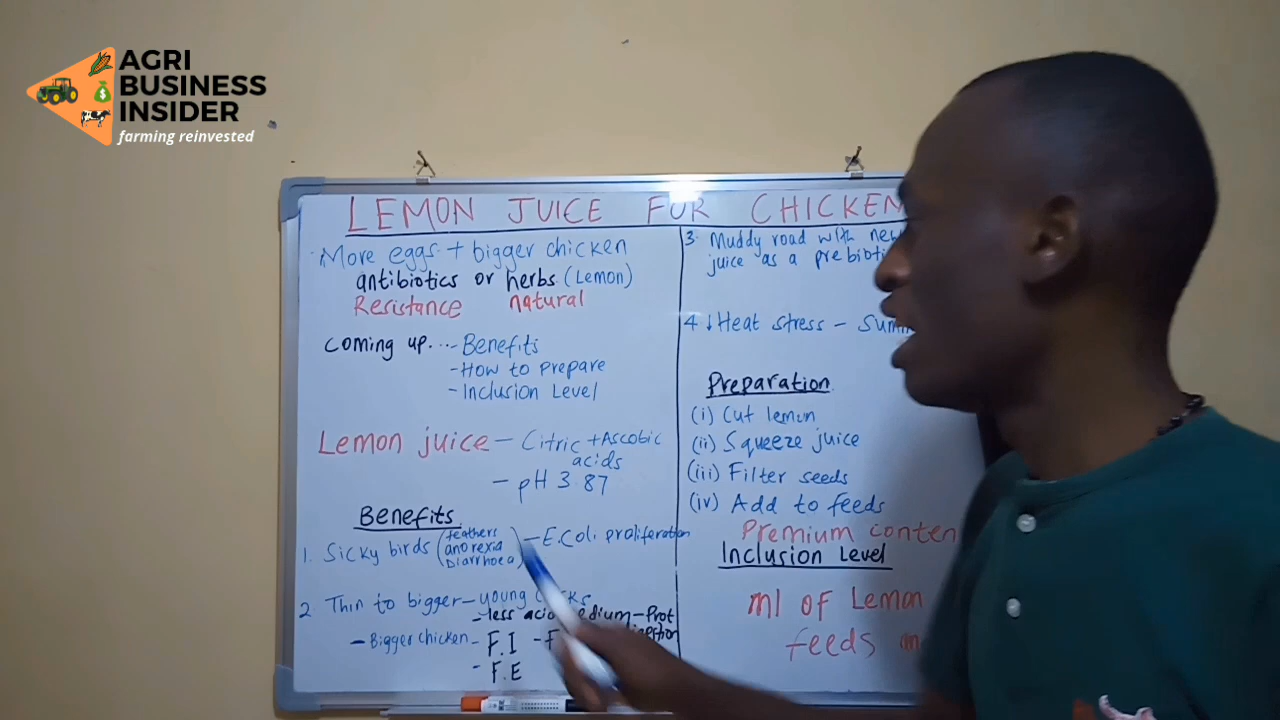 AGRI
BUSINESS
INSIDER
farming reinvested
LEMON JUICE FOR CHICKEN
More eggs + bigger chicken
antibiotics or herbs (Lemon)
Resistance natural
Coming up... - Benefits
- How to prepare
- Inclusion Level
Lemon juice - Citric + Ascobic
acids
- pH 3 87
Benefits
1. Sicky birds (feathers
anorexia
Diarrhoea) - E.Coli proliferation
2 Thin to bigger - young chicks
- less acid medium - Prot
- Bigger chicken - F.I
- F.E
3. Muddy road with new
juice as a prebioti
4 ↓ Heat stress - Summ
Preparation
(i) Cut lemon
(ii) Squeeze juice
(iii) Filter seeds
(iv) Add to feeds
Premium conten
Inclusion Level
ml of Lemon
feeds